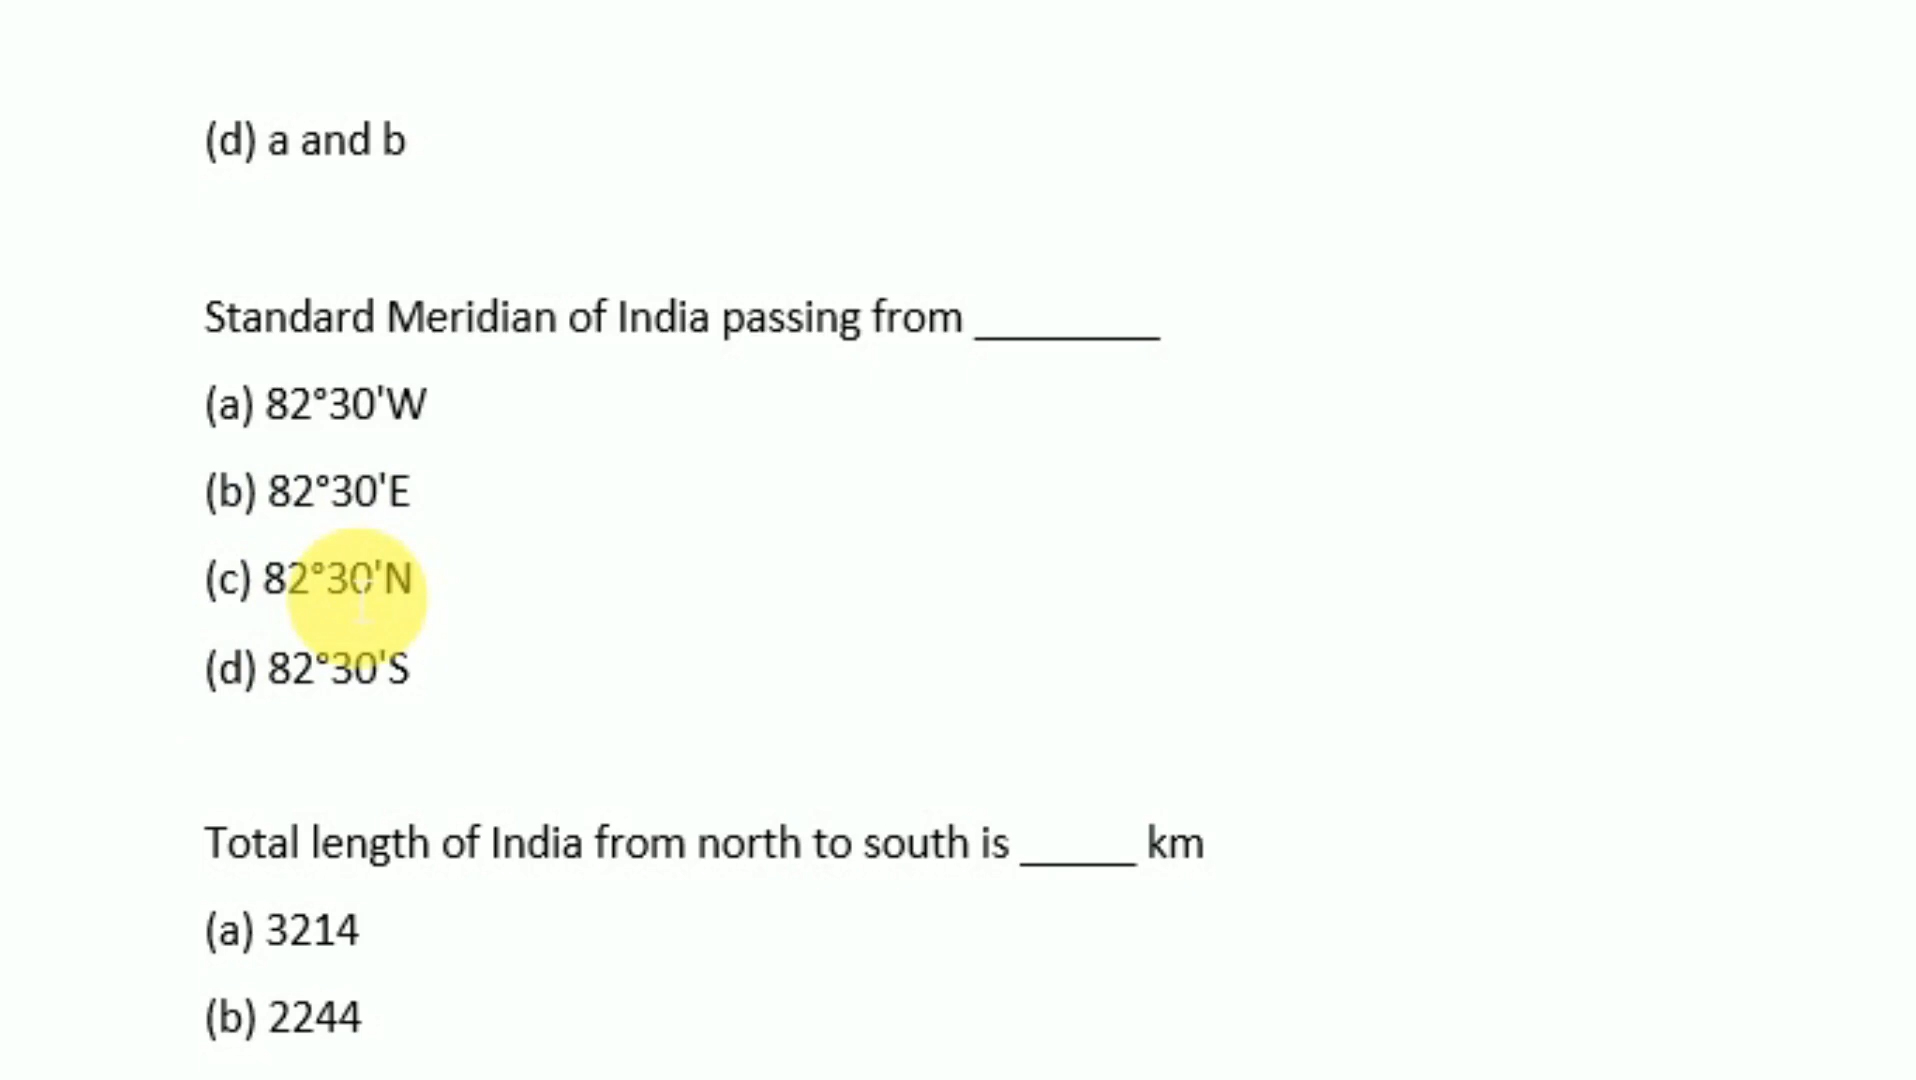 (d) a and b
Standard Meridian of India passing from ________
(a) 82°30'W
(b) 82°30'E
(c) 82°30'N
(d) 82°30'S
Total length of India from north to south is _____ km
(a) 3214
(b) 2244